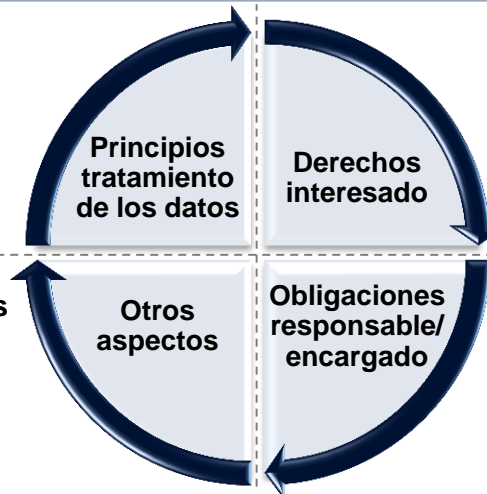 Principios
tratamiento
de los datos
Derechos
interesado
Otros
aspectos
Obligaciones
responsable/
encargado